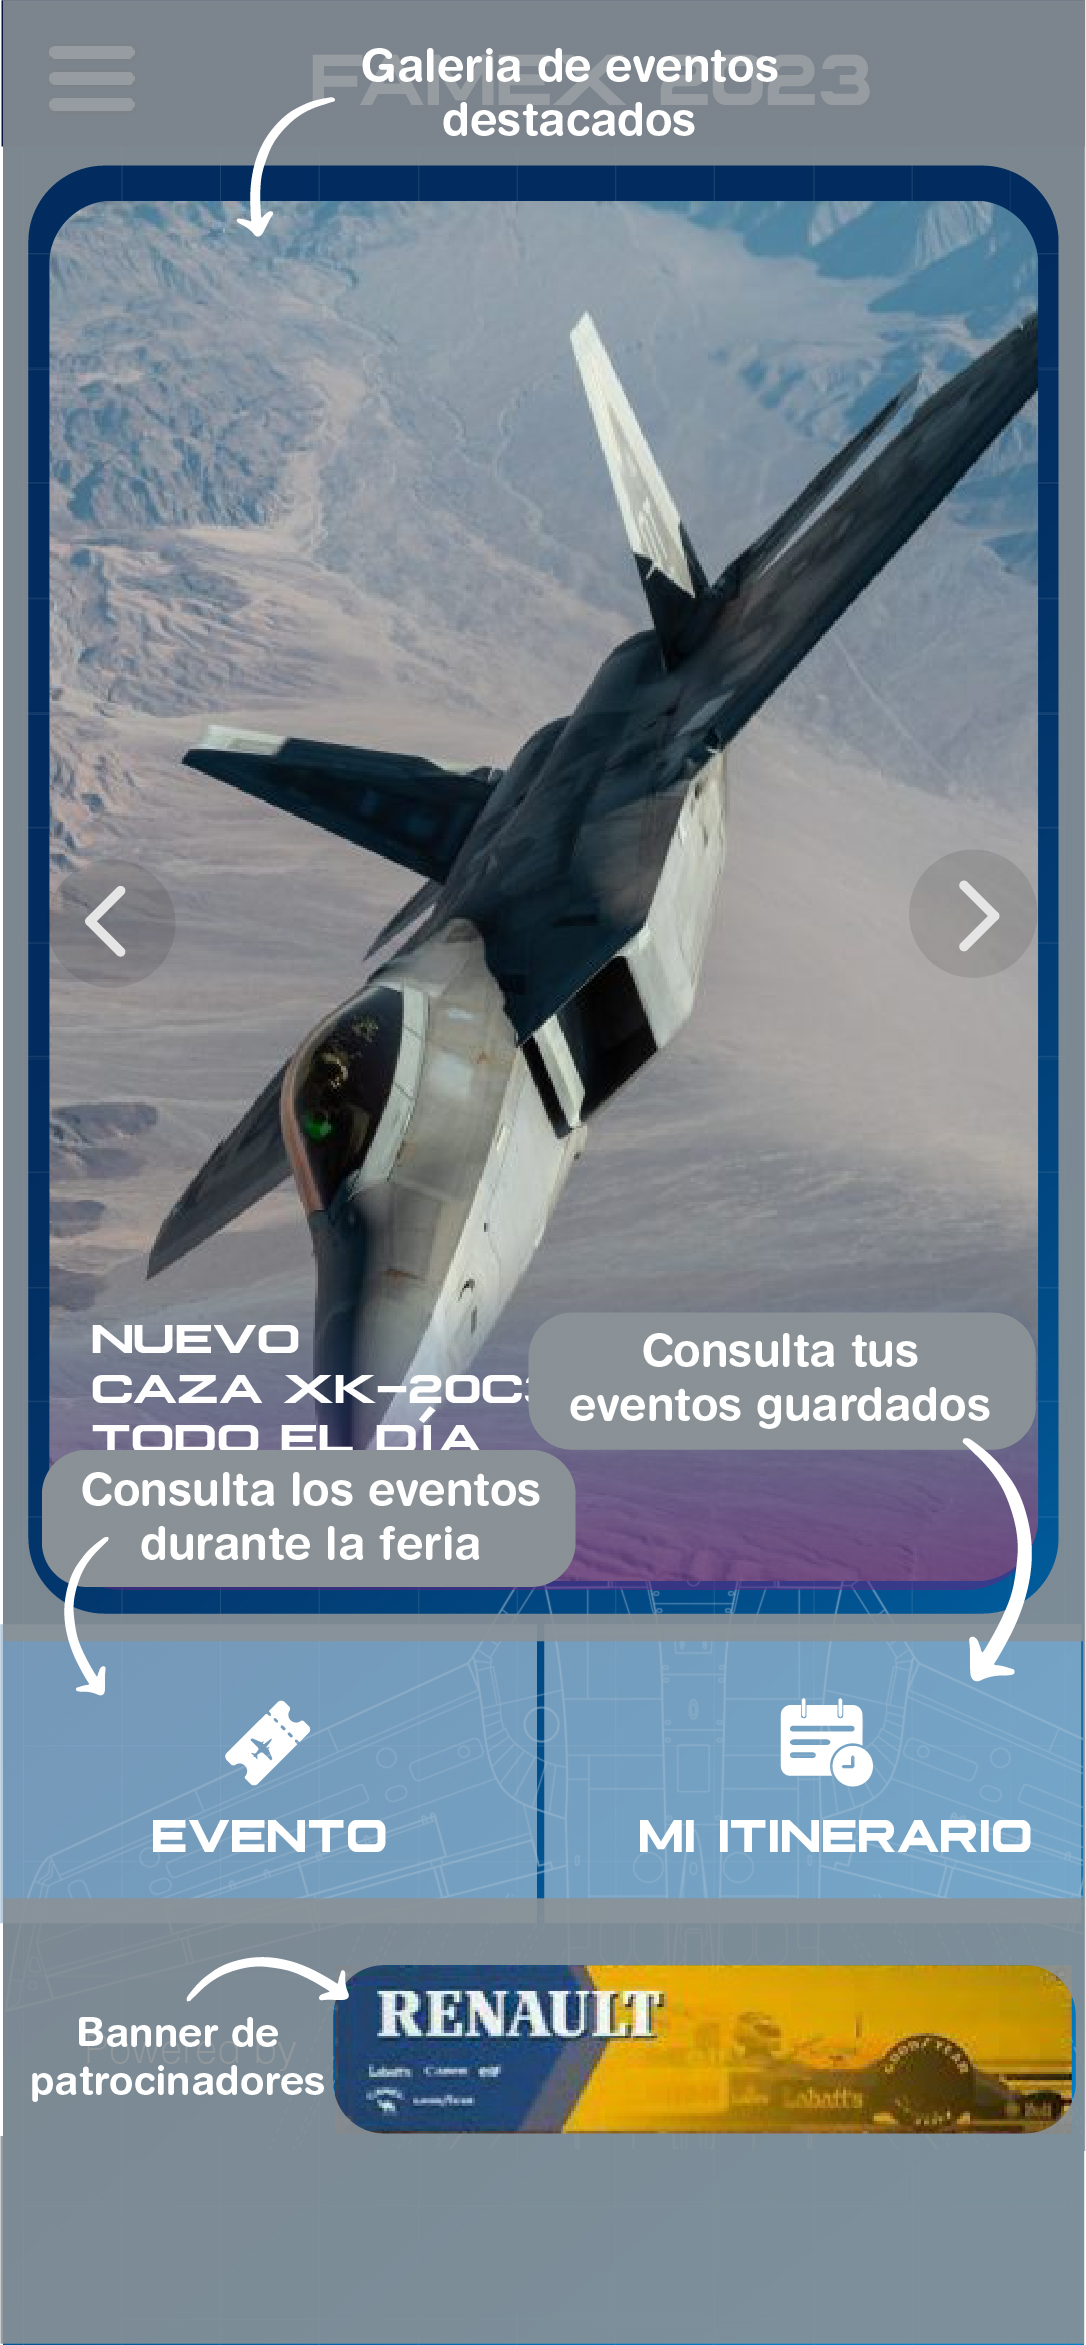 FAMEX 2023
Galeria de eventos
destacados
NUEVO
CAZA XK-20C
TODO EL DÍA
Consulta tus
eventos guardados
Consulta los eventos
durante la feria
EVENTO
MI ITINERARIO
Banner de
patrocinadores
Powered by
RENAULT
Labatt's Canon elf
GOODYEAR
GOODYEAR
Labatt's